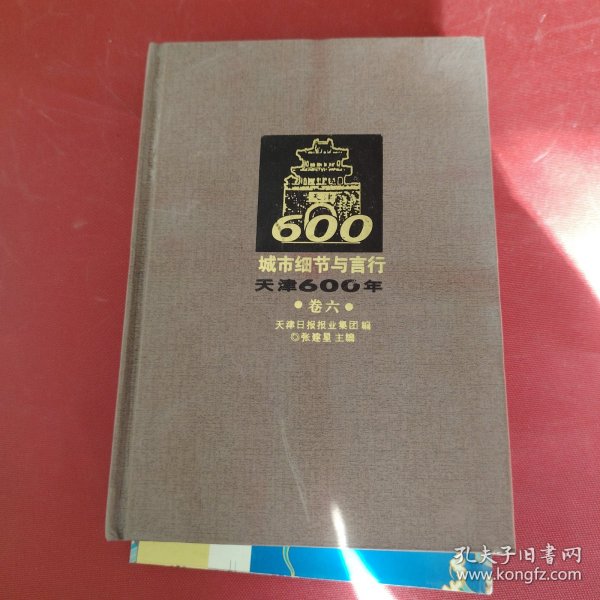 600
城市细节与言行
天津600年
•卷六•
天津日报报业集团编
◎张建星主编
孔夫子旧书网
www.kongfz.com